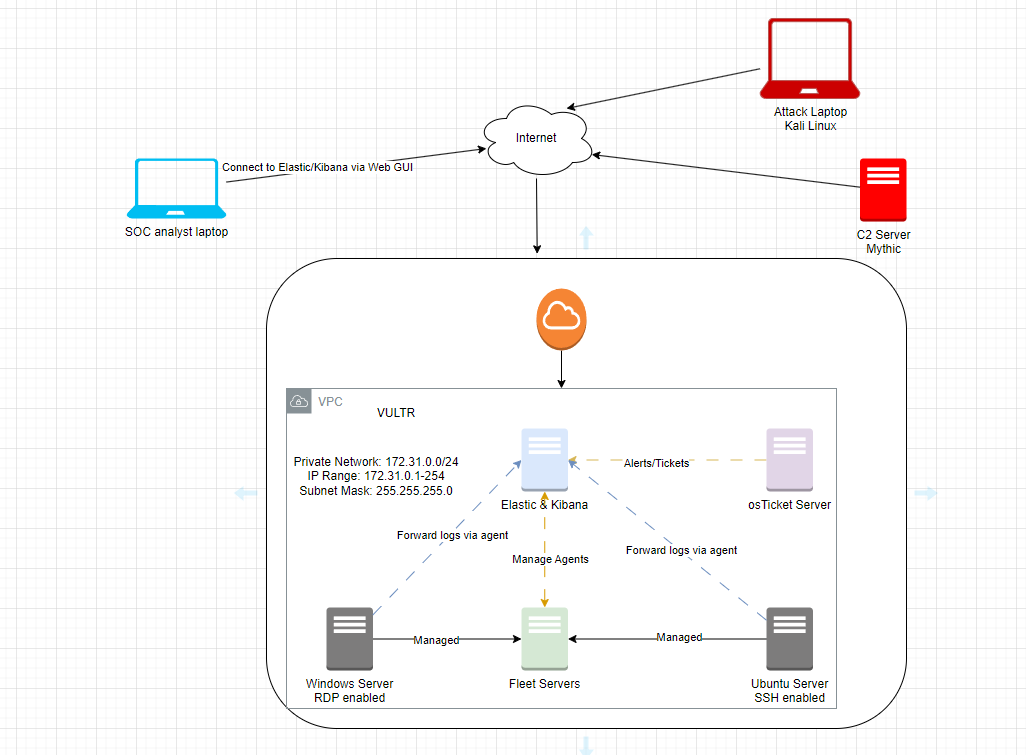 Attack Laptop
Kali Linux
Internet
Connect to Elastic/Kibana via Web GUI
SOC analyst laptop
C2 Server
Mythic
VPC
VULTR
Private Network: 172.31.0.0/24
IP Range: 172.31.0.1-254
Subnet Mask: 255.255.255.0
Alerts/Tickets
Elastic & Kibana
osTicket Server
Forward logs via agent
Manage Agents
Forward logs via agent
Managed
Managed
Windows Server
RDP enabled
Fleet Servers
Ubuntu Server
SSH enabled